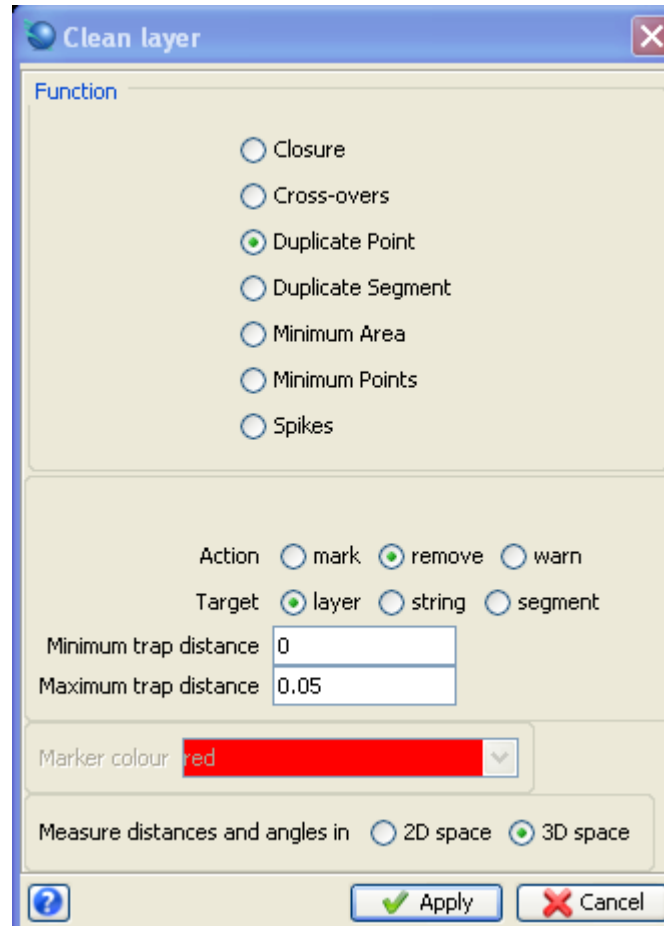 Clean layer
Function
Closure
Cross-overs
Duplicate Point
Duplicate Segment
Minimum Area
Minimum Points
Spikes
Action mark remove warn
Target layer string segment
Minimum trap distance 0
Maximum trap distance 0.05
Marker colour red
Measure distances and angles in 2D space 3D space
? Apply Cancel